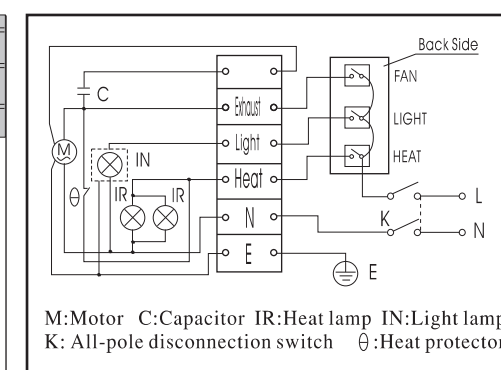 Back Side
FAN
C
Exhaust
LIGHT
M
IN
Light
IR
IR
Heat
HEAT
θ
L
N
K
N
E
E
M:Motor C:Capacitor IR:Heat lamp IN:Light lamp
K: All-pole disconnection switch θ:Heat protector